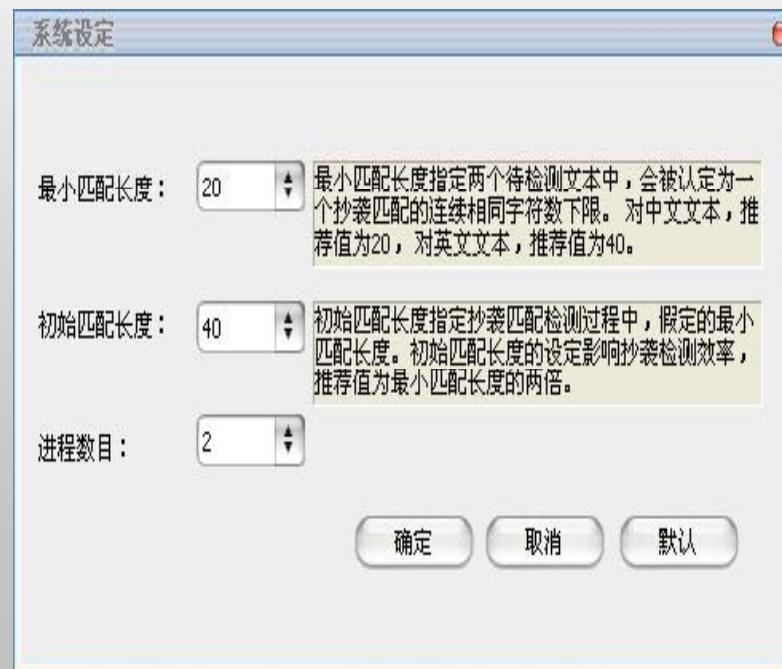 系统设定
最小匹配长度：
20
最小匹配长度指定两个待检测文本中，会被认定为一
个抄袭匹配的连续相同字符数下限。对中文文本，推
荐值为20，对英文文本，推荐值为40。
初始匹配长度：
40
初始匹配长度指定抄袭匹配检测过程中，假定的最小
匹配长度。初始匹配长度的设定影响抄袭检测效率，
推荐值为最小匹配长度的两倍。
进程数目：
2
确定 取消 默认